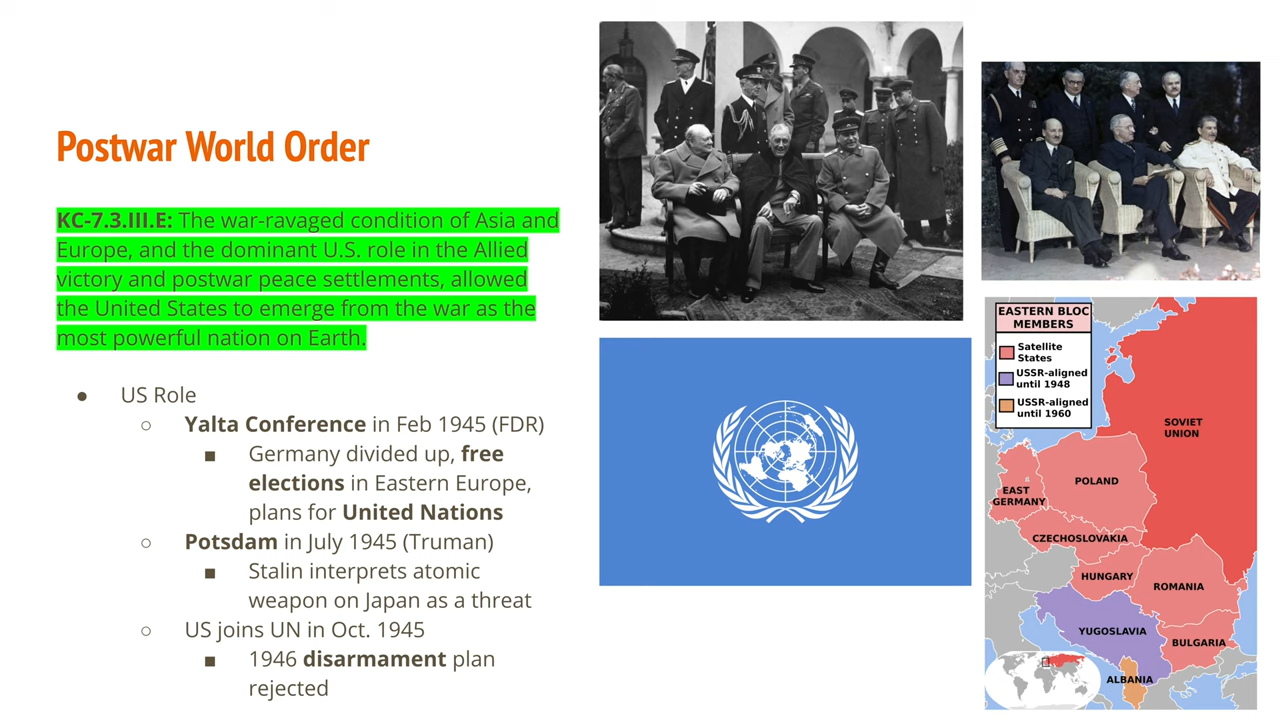 Postwar World Order
KC-7.3.III.E: The war-ravaged condition of Asia and
Europe, and the dominant U.S. role in the Allied
victory and postwar peace settlements, allowed
the United States to emerge from the war as the
most powerful nation on Earth.
● US Role
○ Yalta Conference in Feb 1945 (FDR)
■ Germany divided up, free
elections in Eastern Europe,
plans for United Nations
○ Potsdam in July 1945 (Truman)
■ Stalin interprets atomic
weapon on Japan as a threat
○ US joins UN in Oct. 1945
■ 1946 disarmament plan
rejected
EASTERN BLOC
MEMBERS
Satellite
States
USSR-aligned
until 1948
USSR-aligned
until 1960
SOVIET
UNION
POLAND
EAST
GERMANY
CZECHOSLOVAKIA
HUNGARY
ROMANIA
YUGOSLAVIA
BULGARIA
ALBANIA